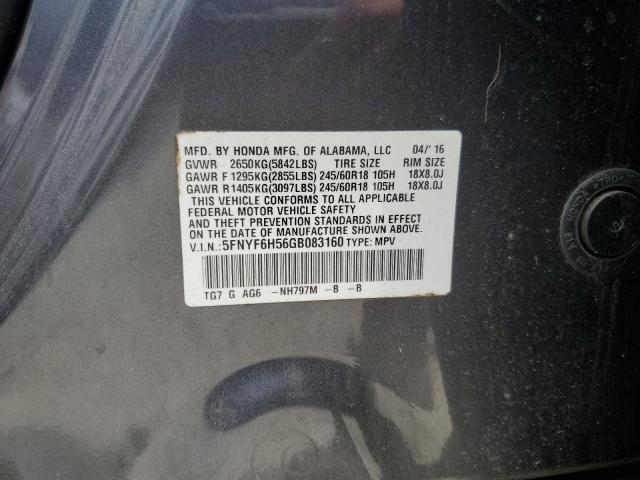 MFD. BY HONDA MFG. OF ALABAMA, LLC 04/'16
GVWR 2650KG(5842LBS) TIRE SIZE RIM SIZE
GAWR F 1295KG(2855LBS) 245/60R18 105H 18X8.0J
GAWR R 1405KG(3097LBS) 245/60R18 105H 18X8.0J
THIS VEHICLE CONFORMS TO ALL APPLICABLE
FEDERAL MOTOR VEHICLE SAFETY
AND THEFT PREVENTION STANDARDS IN EFFECT
ON THE DATE OF MANUFACTURE SHOWN ABOVE.
V.I.N.:5FNYF6H56GB083160 TYPE: MPV
TG7 G AG6 -NH797M -B -B
HONDA